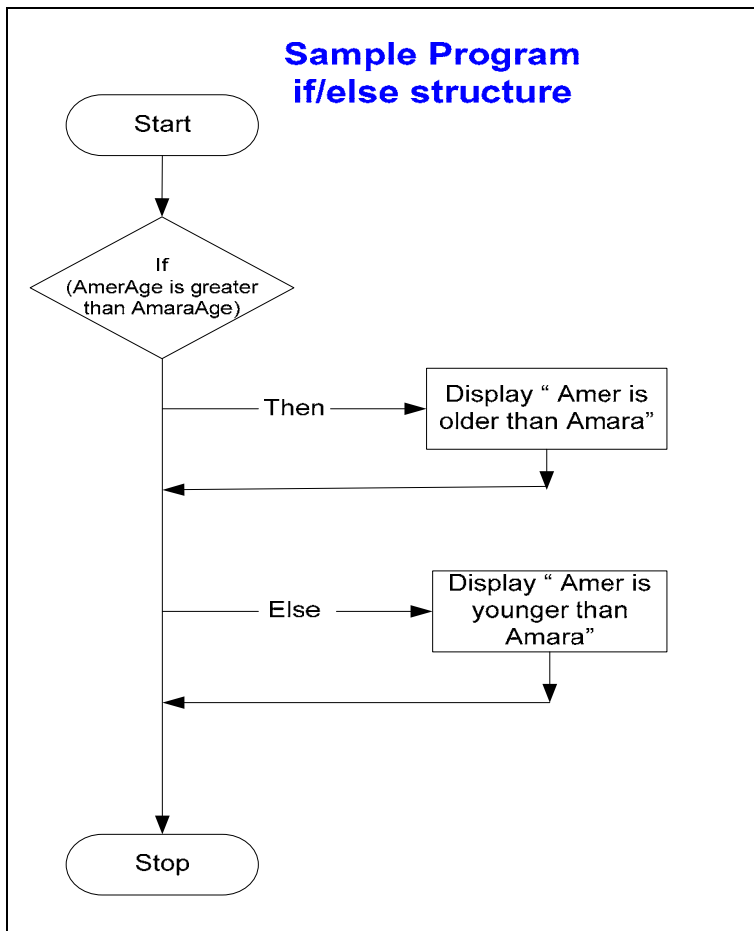 Sample Program
if/else structure
Start
If
(AmerAge is greater
than AmaraAge)
Then
Display “ Amer is
older than Amara”
Else
Display “ Amer is
younger than
Amara”
Stop